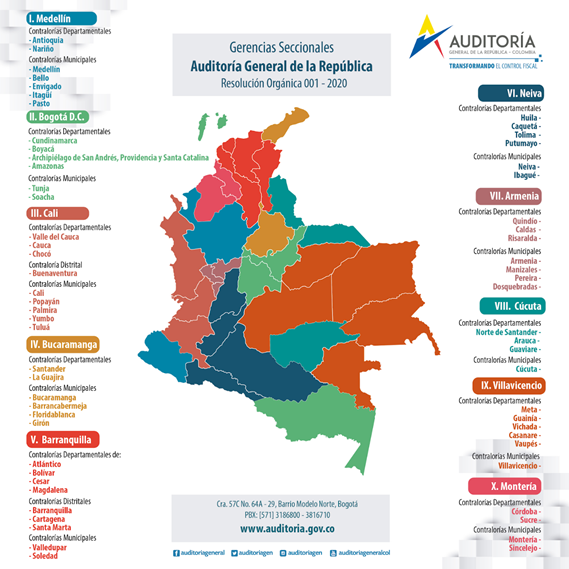 Gerencias Seccionales
Auditoría General de la República
Resolución Orgánica 001 - 2020
AUDITORÍA
GENERAL DE LA REPÚBLICA - COLOMBIA
TRANSFORMANDO EL CONTROL FISCAL
I. Medellín
Contralorías Departamentales
- Antioquia
- Nariño
Contralorías Municipales
- Medellín
- Bello
- Envigado
- Itagüí
- Pasto
II. Bogotá D.C.
Contralorías Departamentales
- Cundinamarca
- Boyacá
- Archipiélago de San Andrés, Providencia y Santa Catalina
- Amazonas
Contralorías Municipales
- Tunja
- Soacha
III. Cali
Contralorías Departamentales
- Valle del Cauca
- Cauca
- Chocó
Contraloría Distrital
- Buenaventura
Contralorías Municipales
- Cali
- Popayán
- Palmira
- Yumbo
- Tuluá
IV. Bucaramanga
Contralorías Departamentales
- Santander
- La Guajira
Contralorías Municipales
- Bucaramanga
- Barrancabermeja
- Floridablanca
- Girón
V. Barranquilla
Contralorías Departamentales de:
- Atlántico
- Bolívar
- Cesar
- Magdalena
Contralorías Distritales
- Barranquilla
- Cartagena
- Santa Marta
Contralorías Municipales
- Valledupar
- Soledad
VI. Neiva
Contralorías Departamentales
Huila -
Caquetá -
Tolima -
Putumayo -
Contralorías Municipales
Neiva -
Ibagué -
VII. Armenia
Contralorías Departamentales
Quindío -
Caldas -
Risaralda -
Contralorías Municipales
Armenia -
Manizales -
Pereira -
Dosquebradas -
VIII. Cúcuta
Contralorías Departamentales
Norte de Santander -
Arauca -
Guaviare -
Contralorías Municipales
Cúcuta -
IX. Villavicencio
Contralorías Departamentales
Meta -
Guainía -
Vichada -
Casanare -
Vaupés -
Contralorías Municipales
Villavicencio -
X. Montería
Contralorías Departamentales
Córdoba -
Sucre -
Contralorías Municipales
Montería -
Sincelejo -
Cra. 57C No. 64A - 29, Barrio Modelo Norte, Bogotá
PBX: (571) 3186800 - 3816710
www.auditoria.gov.co
auditoriageneral auditoriagen auditoriagen auditoriageneralcol